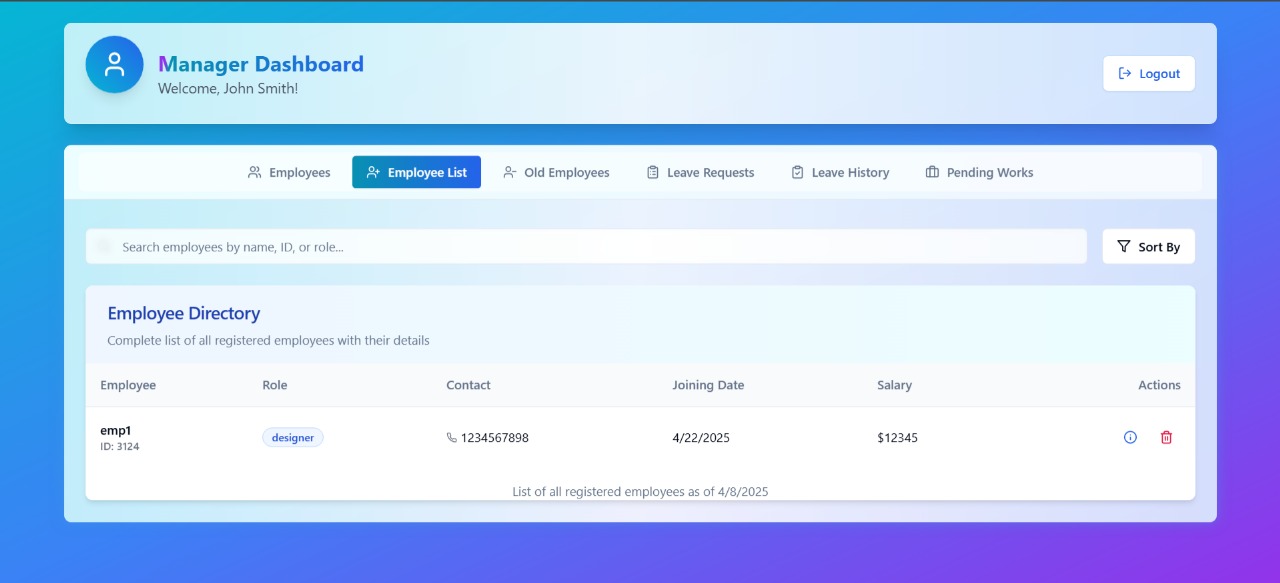 Manager Dashboard
Welcome, John Smith!
Logout
Employees Employee List Old Employees Leave Requests Leave History Pending Works
Search employees by name, ID, or role...
Sort By
Employee Directory
Complete list of all registered employees with their details
Employee Role Contact Joining Date Salary Actions
emp1
ID: 3124
designer
1234567898
4/22/2025
$12345
List of all registered employees as of 4/8/2025